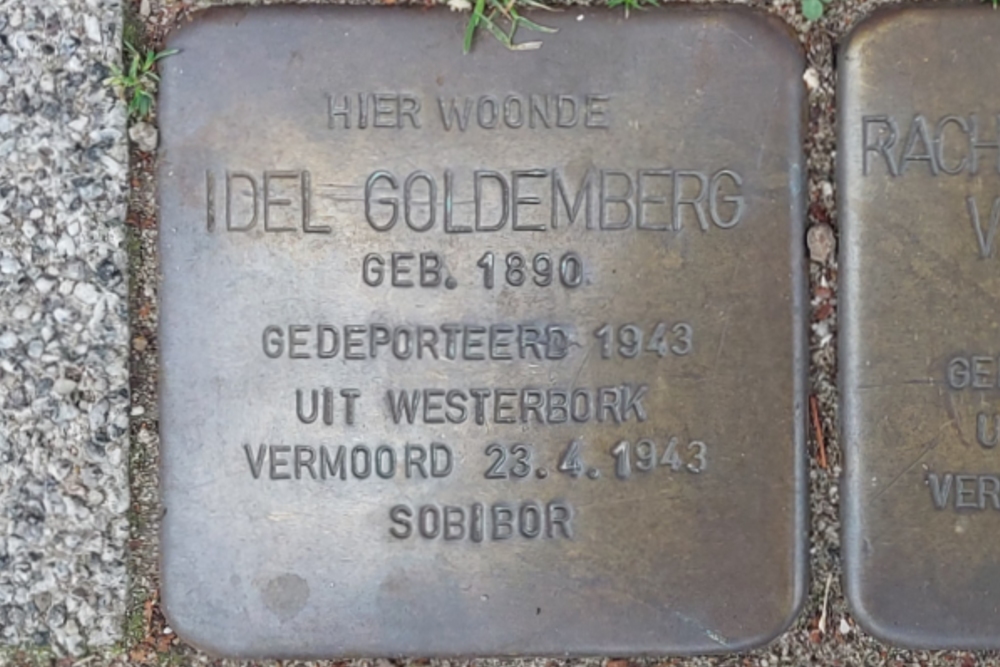 HIER WOONDE
IDEL GOLDEMBERG
GEB. 1890
GEDEPORTEERD 1943
UIT WESTERBORK
VERMOORD 23.4.1943
SOBIBOR